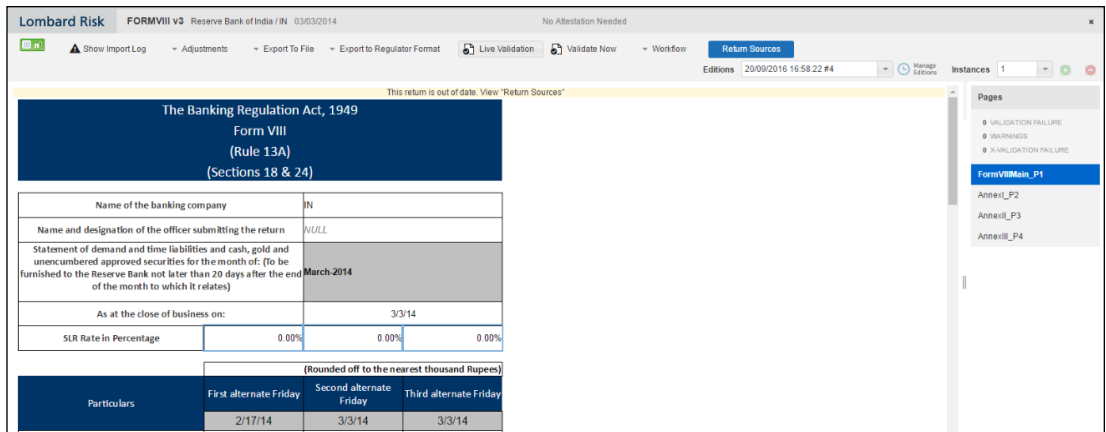 Lombard Risk FORMVIII v3 Reserve Bank of India / IN 03/03/2014 No Attestation Needed ×
n Show Import Log Adjustments Export To File Export to Regulator Format Live Validation Validate Now Workflow Return Sources
Editions 20/09/2016 16:58:22 #4 Manage Editions Instances 1
This return is out of date. View "Return Sources"
The Banking Regulation Act, 1949
Form VIII
(Rule 13A)
(Sections 18 & 24)
Name of the banking company IN
Name and designation of the officer submitting the return NULL
Statement of demand and time liabilities and cash, gold and
unencumbered approved securities for the month of: (To be
furnished to the Reserve Bank not later than 20 days after the end
of the month to which it relates)
March-2014
As at the close of business on: 3/3/14
SLR Rate in Percentage 0.00% 0.00% 0.00%
(Rounded off to the nearest thousand Rupees)
Particulars First alternate Friday Second alternate Friday Third alternate Friday
2/17/14 3/3/14 3/3/14
Pages
0 VALIDATION FAILURE
0 WARNINGS
0 X-VALIDATION FAILURE
FormVIIIMain_P1
AnnexI_P2
AnnexII_P3
AnnexIII_P4